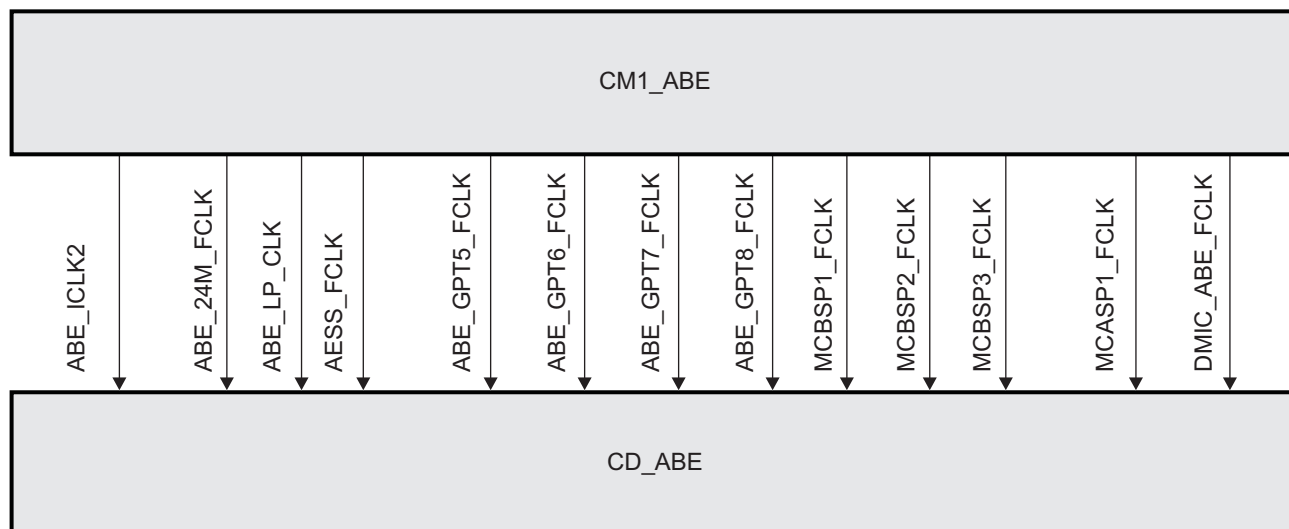 CM1_ABE
ABE_ICLK2
ABE_24M_FCLK
ABE_LP_CLK
AESS_FCLK
ABE_GPT5_FCLK
ABE_GPT6_FCLK
ABE_GPT7_FCLK
ABE_GPT8_FCLK
MCBSP1_FCLK
MCBSP2_FCLK
MCBSP3_FCLK
MCASP1_FCLK
DMIC_ABE_FCLK
CD_ABE